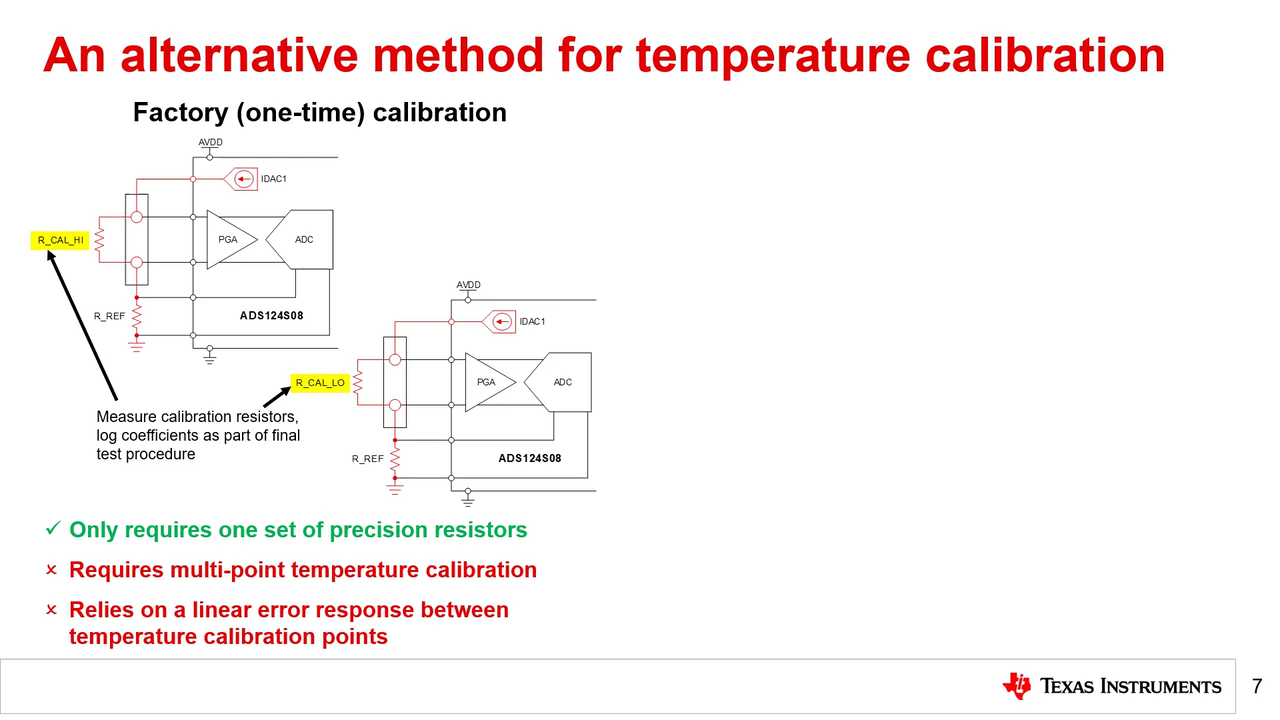 An alternative method for temperature calibration
Factory (one-time) calibration
AVDD
IDAC1
R_CAL_HI
PGA
ADC
R_REF
ADS124S08
AVDD
IDAC1
R_CAL_LO
PGA
ADC
R_REF
ADS124S08
Measure calibration resistors,
log coefficients as part of final
test procedure
✓ Only requires one set of precision resistors
× Requires multi-point temperature calibration
× Relies on a linear error response between
temperature calibration points
TEXAS INSTRUMENTS
7